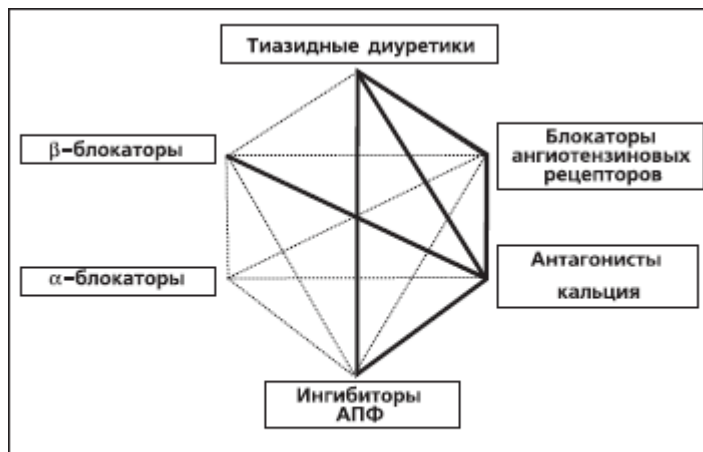 Тиазидные диуретики
β–блокаторы
Блокаторы
ангиотензиновых
рецепторов
α–блокаторы
Антагонисты
кальция
Ингибиторы
АПФ